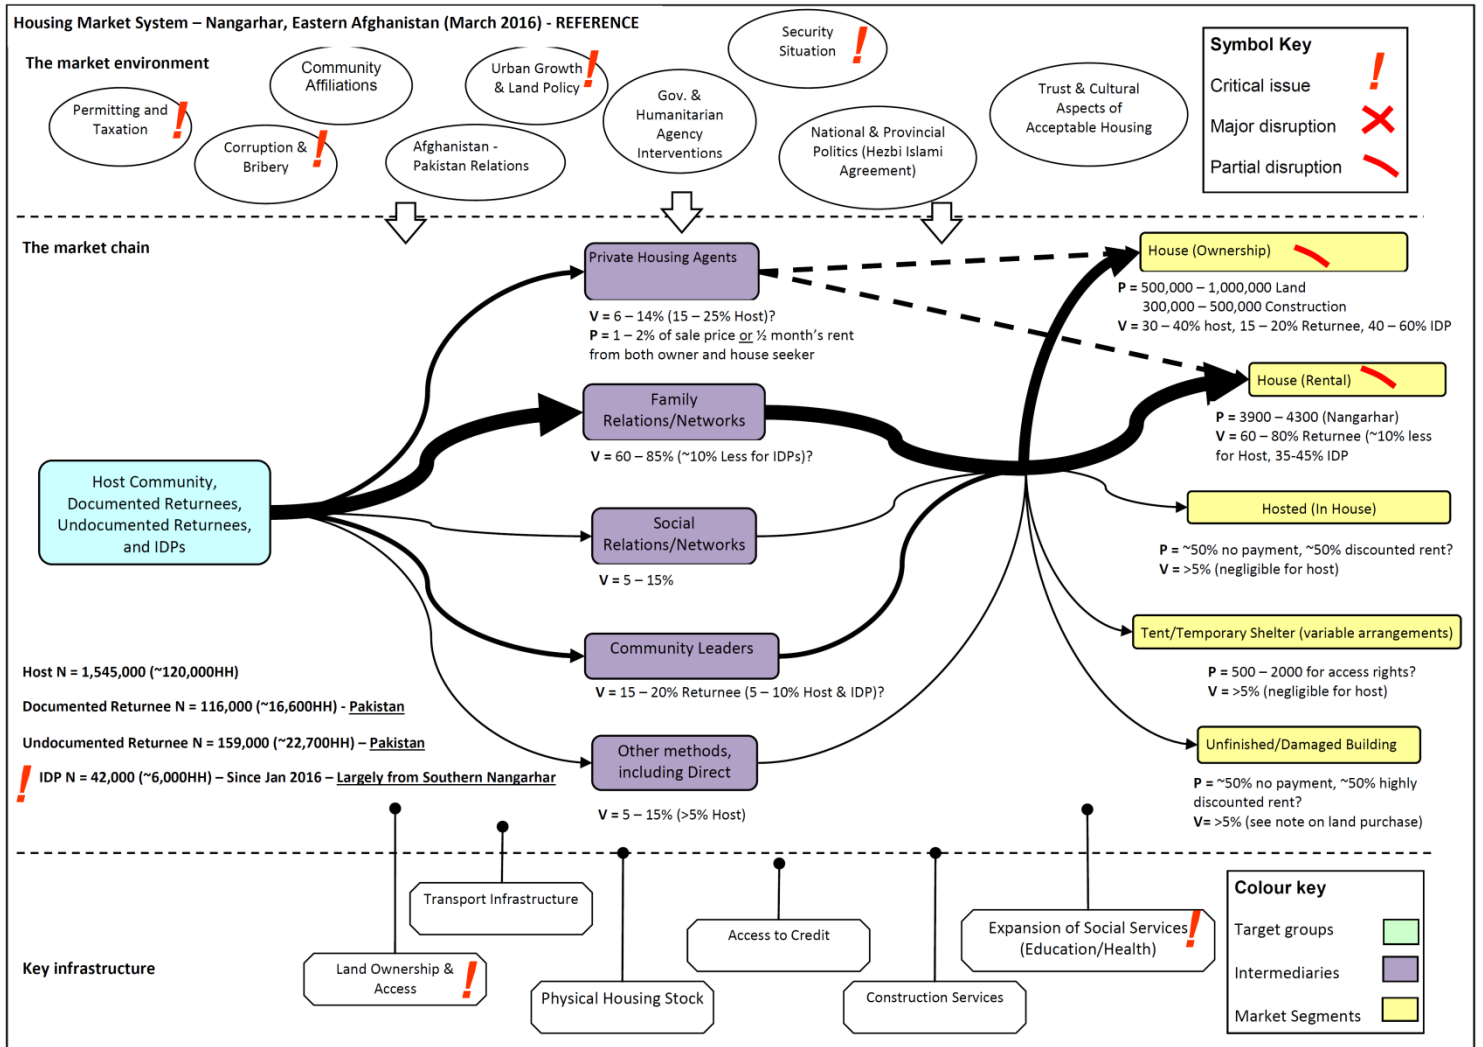 Housing Market System – Nangarhar, Eastern Afghanistan (March 2016) - REFERENCE
The market environment
Permitting and
Taxation
Community
Affiliations
Corruption &
Bribery
Urban Growth
& Land Policy
Afghanistan -
Pakistan Relations
Gov. &
Humanitarian
Agency
Interventions
Security
Situation
National & Provincial
Politics (Hezbi Islami
Agreement)
Trust & Cultural
Aspects of
Acceptable Housing
Symbol Key
Critical issue
Major disruption
Partial disruption
The market chain
Host Community,
Documented Returnees,
Undocumented Returnees,
and IDPs
Host N = 1,545,000 (~120,000HH)
Documented Returnee N = 116,000 (~16,600HH) - Pakistan
Undocumented Returnee N = 159,000 (~22,700HH) – Pakistan
IDP N = 42,000 (~6,000HH) – Since Jan 2016 – Largely from Southern Nangarhar
Private Housing Agents
V = 6 – 14% (15 – 25% Host)?
P = 1 – 2% of sale price or ½ month's rent
from both owner and house seeker
Family
Relations/Networks
V = 60 – 85% (~10% Less for IDPs)?
Social
Relations/Networks
V = 5 – 15%
Community Leaders
V = 15 – 20% Returnee (5 – 10% Host & IDP)?
Other methods,
including Direct
V = 5 – 15% (>5% Host)
House (Ownership)
P = 500,000 – 1,000,000 Land
300,000 – 500,000 Construction
V = 30 – 40% host, 15 – 20% Returnee, 40 – 60% IDP
House (Rental)
P = 3900 – 4300 (Nangarhar)
V = 60 – 80% Returnee (~10% less
for Host, 35-45% IDP
Hosted (In House)
P = ~50% no payment, ~50% discounted rent?
V = >5% (negligible for host)
Tent/Temporary Shelter (variable arrangements)
P = 500 – 2000 for access rights?
V = >5% (negligible for host)
Unfinished/Damaged Building
P = ~50% no payment, ~50% highly
discounted rent?
V= >5% (see note on land purchase)
Key infrastructure
Land Ownership &
Access
Transport Infrastructure
Physical Housing Stock
Access to Credit
Construction Services
Expansion of Social Services
(Education/Health)
Colour key
Target groups
Intermediaries
Market Segments